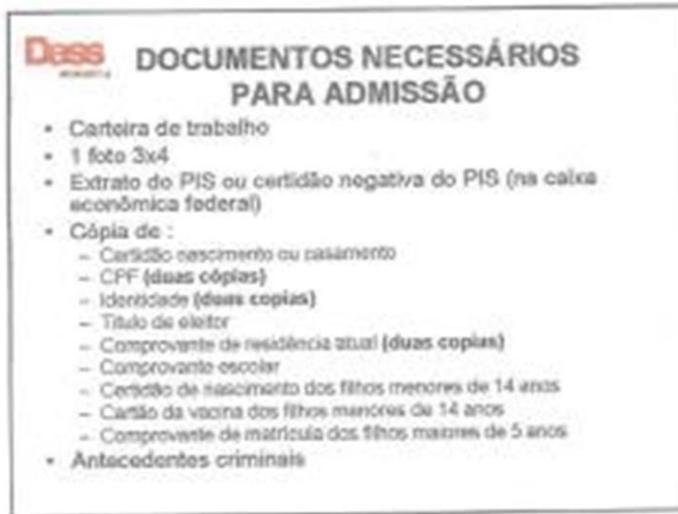 Dass
DOCUMENTOS NECESSÁRIOS
PARA ADMISSÃO
• Carteira de trabalho
• 1 foto 3x4
• Extrato do PIS ou certidão negativa do PIS (na caixa
econômica federal)
• Cópia de :
– Certidão nascimento ou casamento
– CPF (duas cópias)
– Identidade (duas copias)
– Titulo de eleitor
– Comprovante de residência atual (duas copias)
– Comprovante escolar
– Certidão de nascimento dos filhos menores de 14 anos
– Cartão da vacina dos filhos menores de 14 anos
– Comprovante de matrícula dos filhos maiores de 5 anos
• Antecedentes criminais